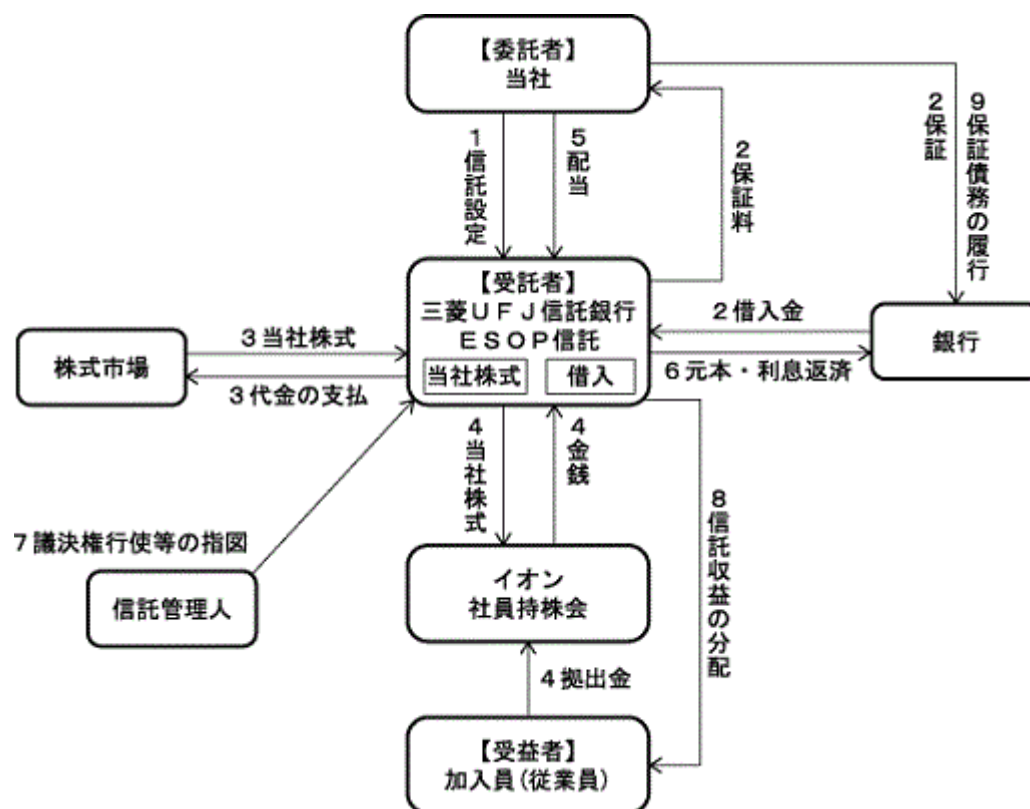 【委託者】
当社
1信託設定
5配当
2保証料
2保証
9保証債務の履行
【受託者】
三菱UFJ信託銀行
ESOP信託
当社株式
借入
株式市場
3当社株式
3代金の支払
2借入金
6元本・利息返済
銀行
4当社株式
4金銭
8信託収益の分配
7議決権行使等の指図
信託管理人
イオン
社員持株会
4拠出金
【受益者】
加入員(従業員)